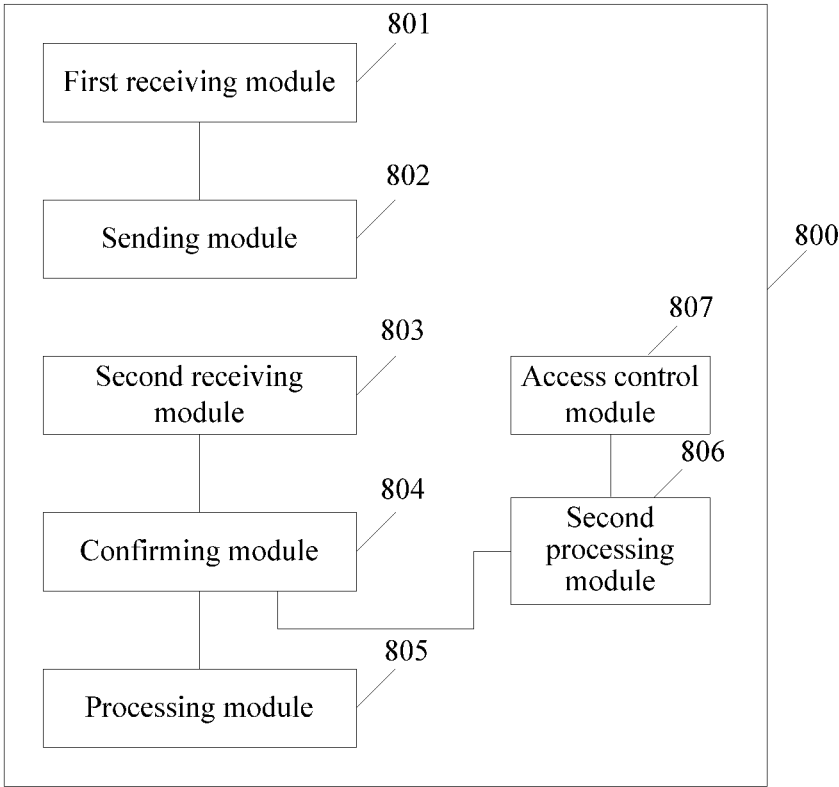 801
First receiving module
802
Sending module
800
807
803
Second receiving
module
Access control
module
806
804
Confirming module
Second
processing
module
805
Processing module